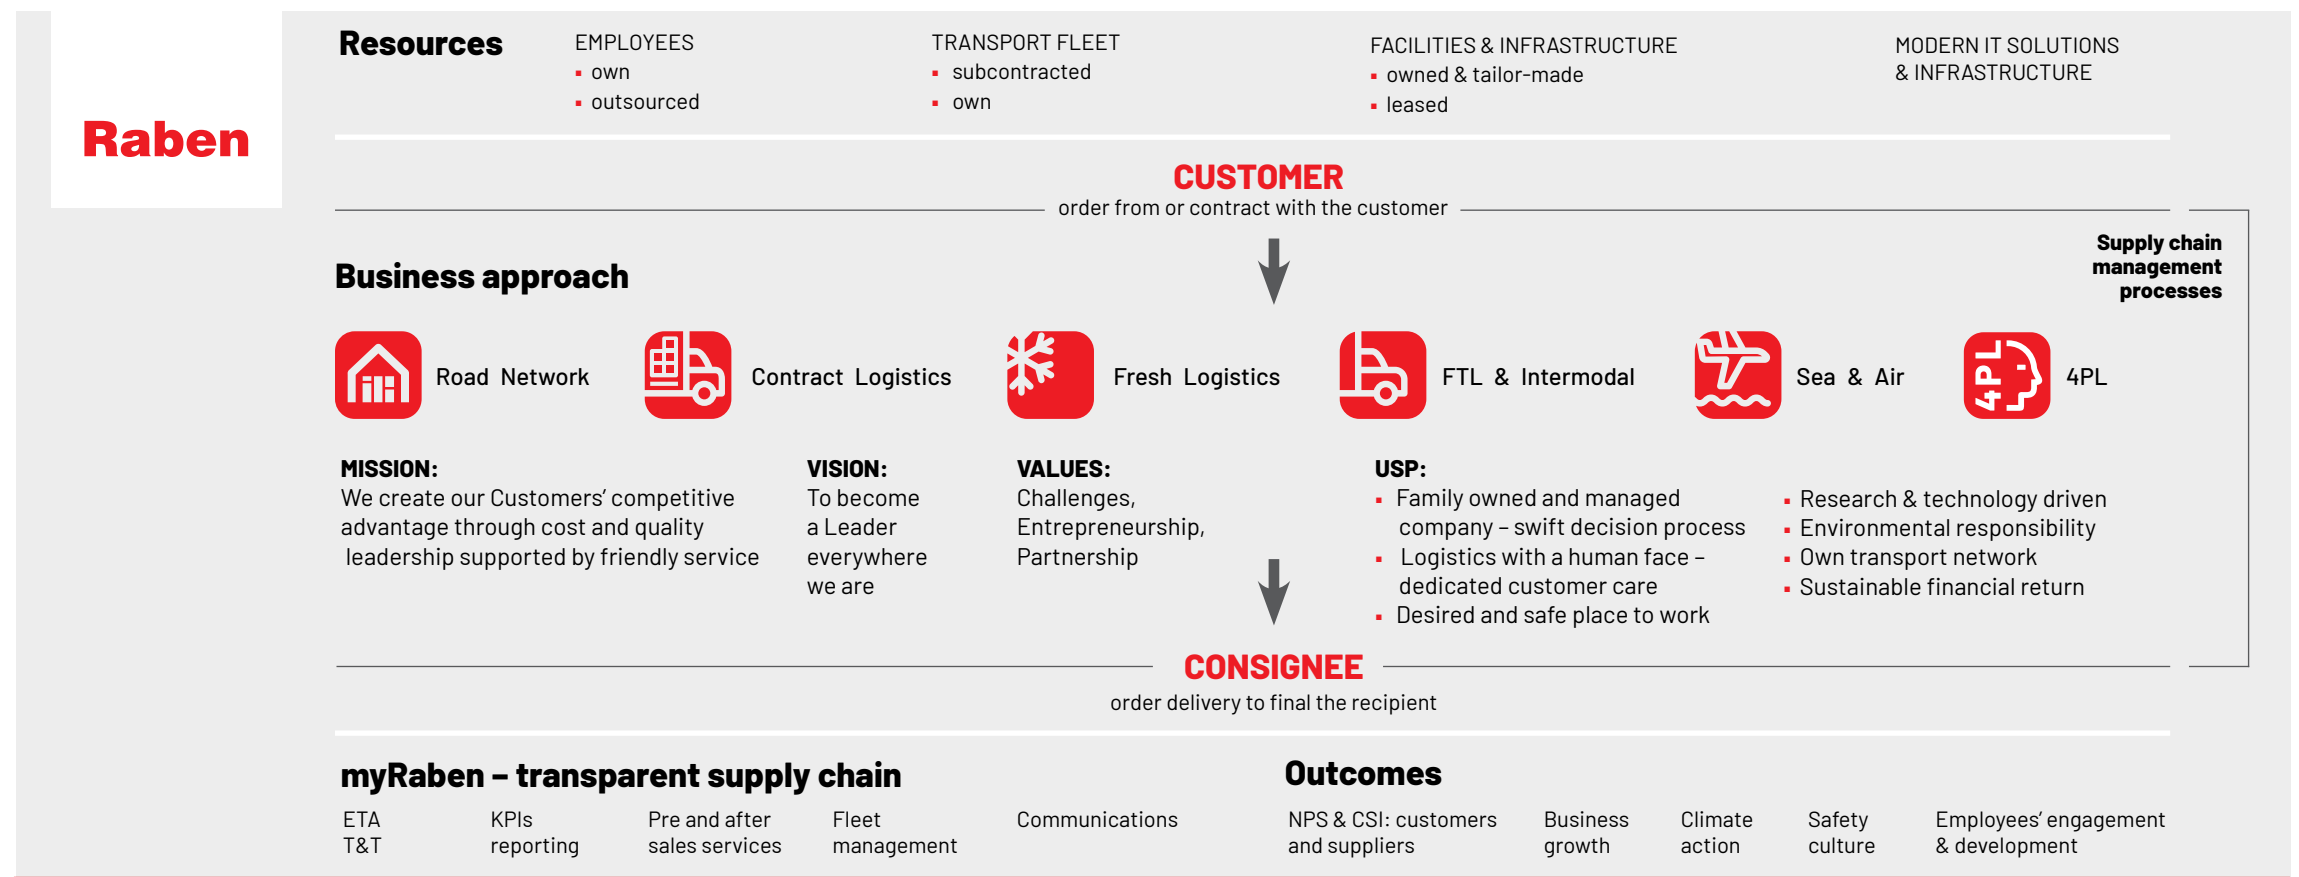 Raben
Resources
EMPLOYEES
▪ own
▪ outsourced
TRANSPORT FLEET
▪ subcontracted
▪ own
FACILITIES & INFRASTRUCTURE
▪ owned & tailor-made
▪ leased
MODERN IT SOLUTIONS
& INFRASTRUCTURE
CUSTOMER
order from or contract with the customer
Supply chain
management
processes
Business approach
Road Network
Contract Logistics
Fresh Logistics
FTL & Intermodal
Sea & Air
4PL
4PL
MISSION:
We create our Customers’ competitive
advantage through cost and quality
leadership supported by friendly service
VISION:
To become
a Leader
everywhere
we are
VALUES:
Challenges,
Entrepreneurship,
Partnership
USP:
▪ Family owned and managed
company – swift decision process
▪ Logistics with a human face –
dedicated customer care
▪ Desired and safe place to work
▪ Research & technology driven
▪ Environmental responsibility
▪ Own transport network
▪ Sustainable financial return
CONSIGNEE
order delivery to final the recipient
myRaben – transparent supply chain
ETA
T&T
KPIs
reporting
Pre and after
sales services
Fleet
management
Communications
Outcomes
NPS & CSI: customers
and suppliers
Business
growth
Climate
action
Safety
culture
Employees’ engagement
& development